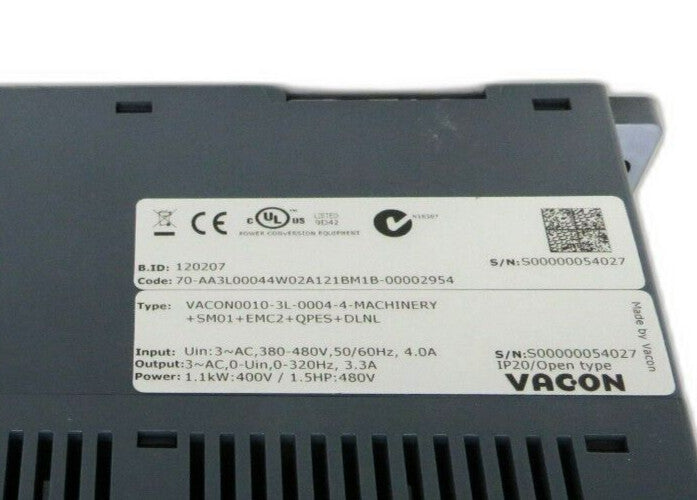 CE
c UL us
LISTED
9D42
POWER CONVERSION EQUIPMENT
N18307
B.ID: 120207
S/N:S00000054027
Code: 70-AA3L00044W02A121BM1B-00002954
Type: VACON0010-3L-0004-4-MACHINERY
+SM01+EMC2+QPES+DLNL
Input: Uin:3~AC,380-480V,50/60Hz, 4.0A
Output:3~AC,0-Uin,0-320Hz, 3.3A
Power: 1.1kW:400V / 1.5HP:480V
S/N:S00000054027
IP20/Open type
VACON
Made by Vacon